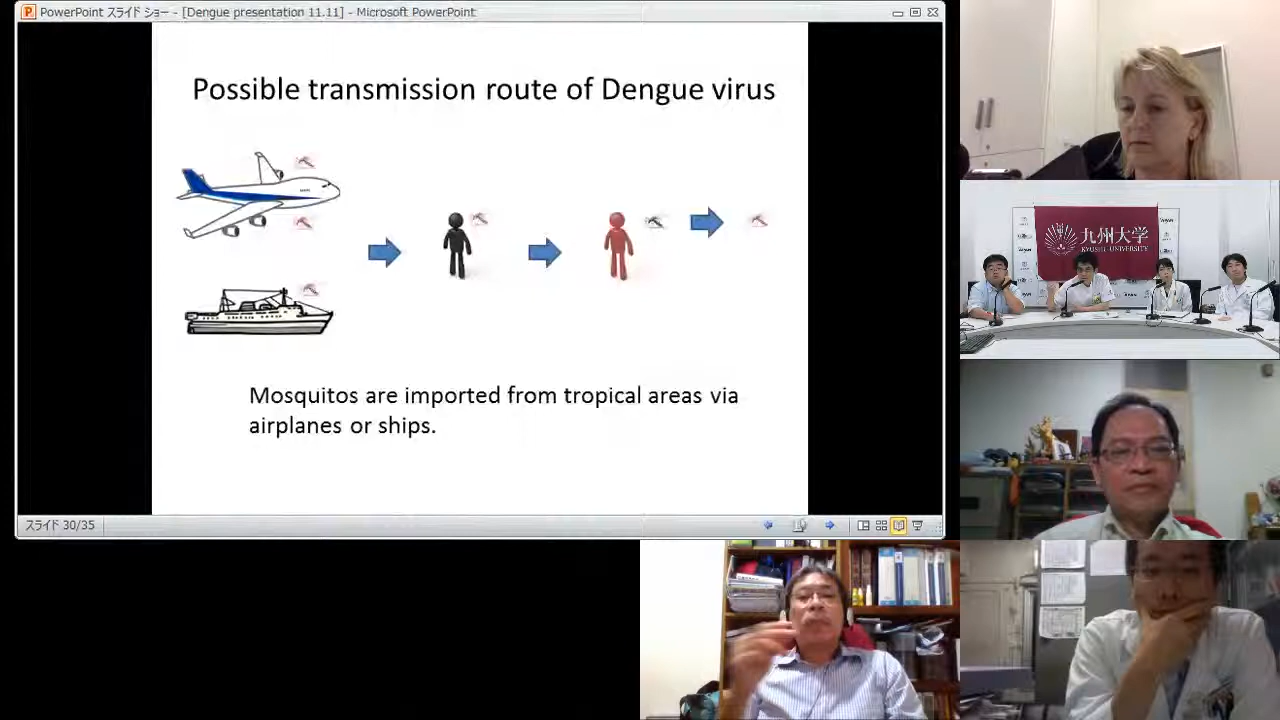 PowerPoint スライド ショー - [Dengue presentation 11.11] - Microsoft PowerPoint
Possible transmission route of Dengue virus
Mosquitos are imported from tropical areas via
airplanes or ships.
スライド 30/35
九州大学
KYUSHU UNIVERSITY